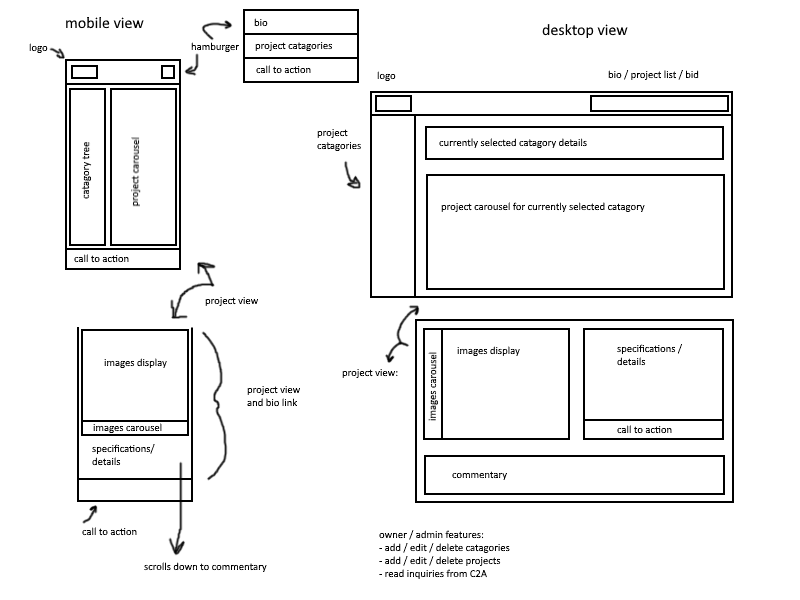 mobile view
logo
hamburger
bio
project catagories
call to action
catagory tree
project carousel
call to action
project view
images display
images carousel
specifications/
details
project view
and bio link
call to action
scrolls down to commentary
desktop view
logo
bio / project list / bid
project
catagories
currently selected catagory details
project carousel for currently selected catagory
project view:
images carousel
images display
specifications /
details
call to action
commentary
owner / admin features:
- add / edit / delete catagories
- add / edit / delete projects
- read inquiries from C2A